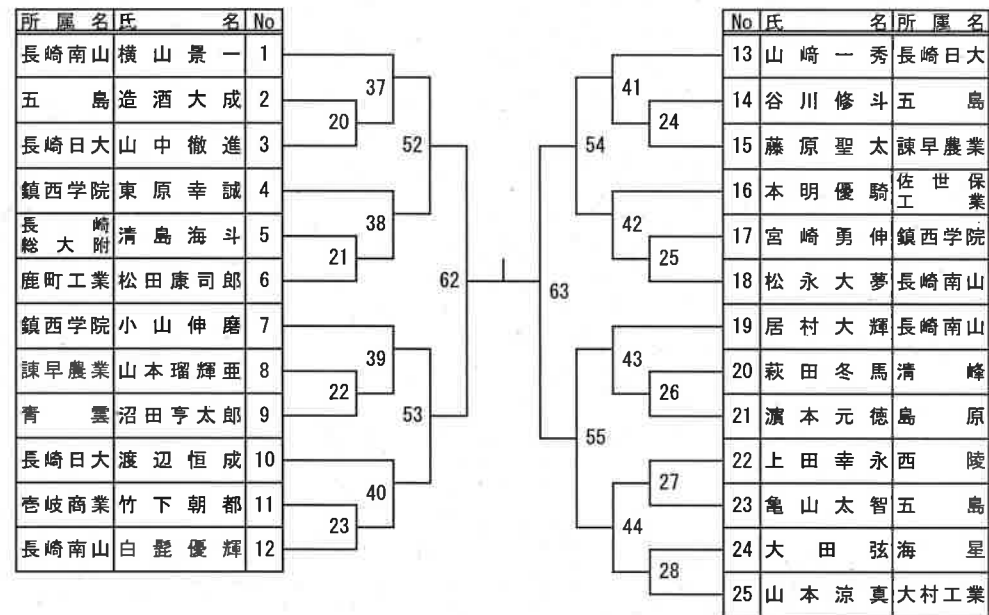 所属名 氏名 No
長崎南山 横山景一 1
五島 造酒大成 2
長崎日大 山中徹進 3
鎮西学院 東原幸誠 4
長崎総大附 清島海斗 5
鹿町工業 松田康司郎 6
鎮西学院 小山伸磨 7
諫早農業 山本瑠輝亜 8
青雲 沼田亨太郎 9
長崎日大 渡辺恒成 10
壱岐商業 竹下朝都 11
長崎南山 白髭優輝 12
37
20
52
38
21
62
39
22
53
40
23
No 氏名 所属名
13 山﨑一秀 長崎日大
14 谷川修斗 五島
15 藤原聖太 諫早農業
16 本明優騎 佐世保工業
17 宮崎勇伸 鎮西学院
18 松永大夢 長崎南山
19 居村大輝 長崎南山
20 萩田冬馬 清峰
21 濵本元徳 島原
22 上田幸永 西陵
23 亀山太智 五島
24 大田弦 海星
25 山本涼真 大村工業
41
24
54
42
25
63
43
26
55
27
44
28